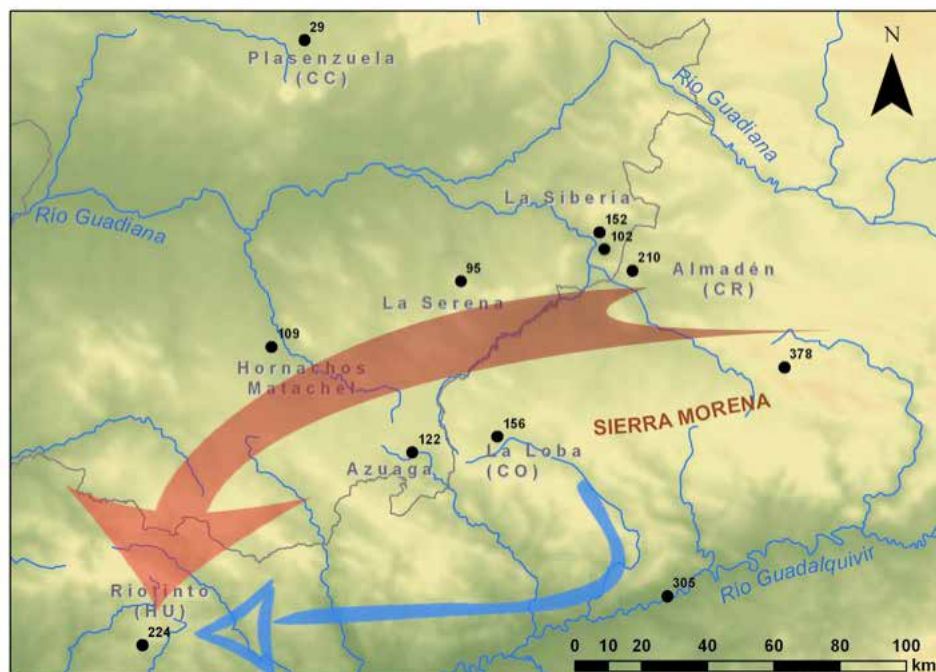 29
Plasenzuela
(CC)
N
Río Guadiana
Río Guadiana
La Siberia
152
102
210
Almadén
(CR)
95
La Serena
109
Hornachos
Matachel
378
SIERRA MORENA
156
La Loba
(CO)
122
Azuaga
305
Río Guadalquivir
Riotinto
(HU)
224
0 10 20 40 60 80 100
km